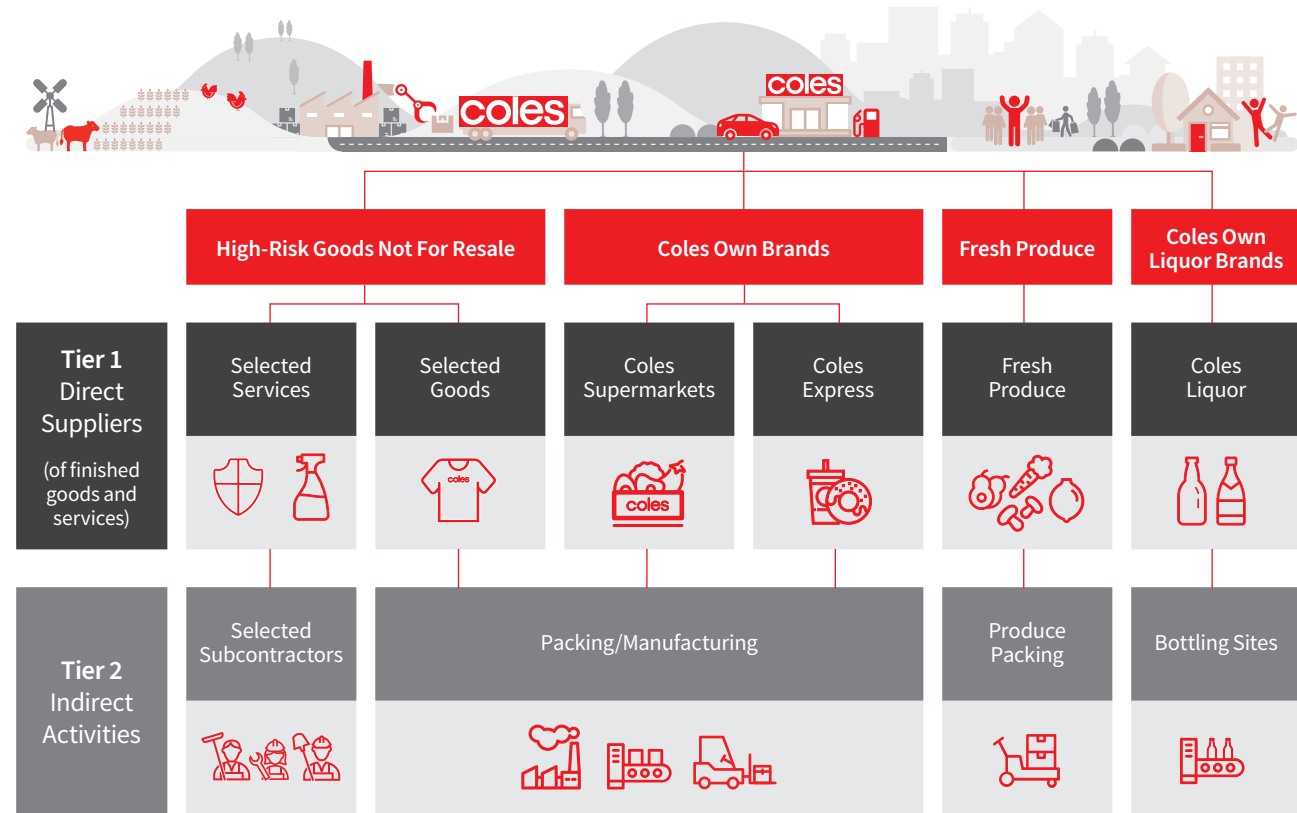 coles
coles
High-Risk Goods Not For Resale
Coles Own Brands
Fresh Produce
Coles Own
Liquor Brands
Tier 1
Direct
Suppliers
(of finished
goods and
services)
Selected
Services
Selected
Goods
Coles
Supermarkets
Coles
Express
Fresh
Produce
Coles
Liquor
coles
coles
Tier 2
Indirect
Activities
Selected
Subcontractors
Packing/Manufacturing
Produce
Packing
Bottling Sites